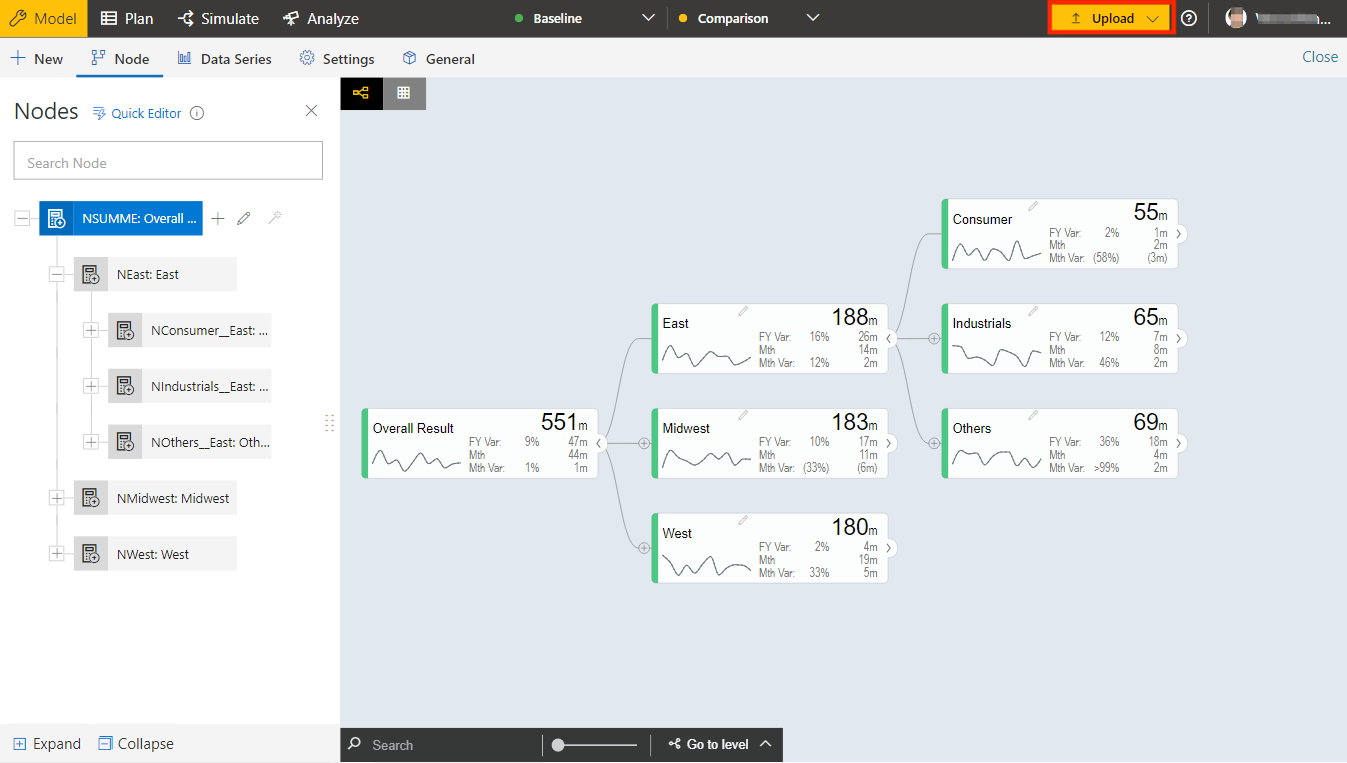 Model Plan Simulate Analyze Baseline Comparison Upload
New Node Data Series Settings General Close
Nodes Quick Editor
Search Node
NSUMME: Overall ...
NEast: East
NConsumer__East: ...
NIndustrials__East: ...
NOthers__East: Oth...
NMidwest: Midwest
NWest: West
Expand Collapse
Overall Result 551m
FY Var: 9% 47m
Mth 44m
Mth Var: 1% 1m
East 188m
FY Var: 16% 26m
Mth 14m
Mth Var: 12% 2m
Midwest 183m
FY Var: 10% 17m
Mth 11m
Mth Var: (33%) (6m)
West 180m
FY Var: 2% 4m
Mth 19m
Mth Var: 33% 5m
Consumer 55m
FY Var: 2% 1m
Mth 2m
Mth Var: (58%) (3m)
Industrials 65m
FY Var: 12% 7m
Mth 8m
Mth Var: 46% 2m
Others 69m
FY Var: 36% 18m
Mth 4m
Mth Var: >99% 2m
Search Go to level